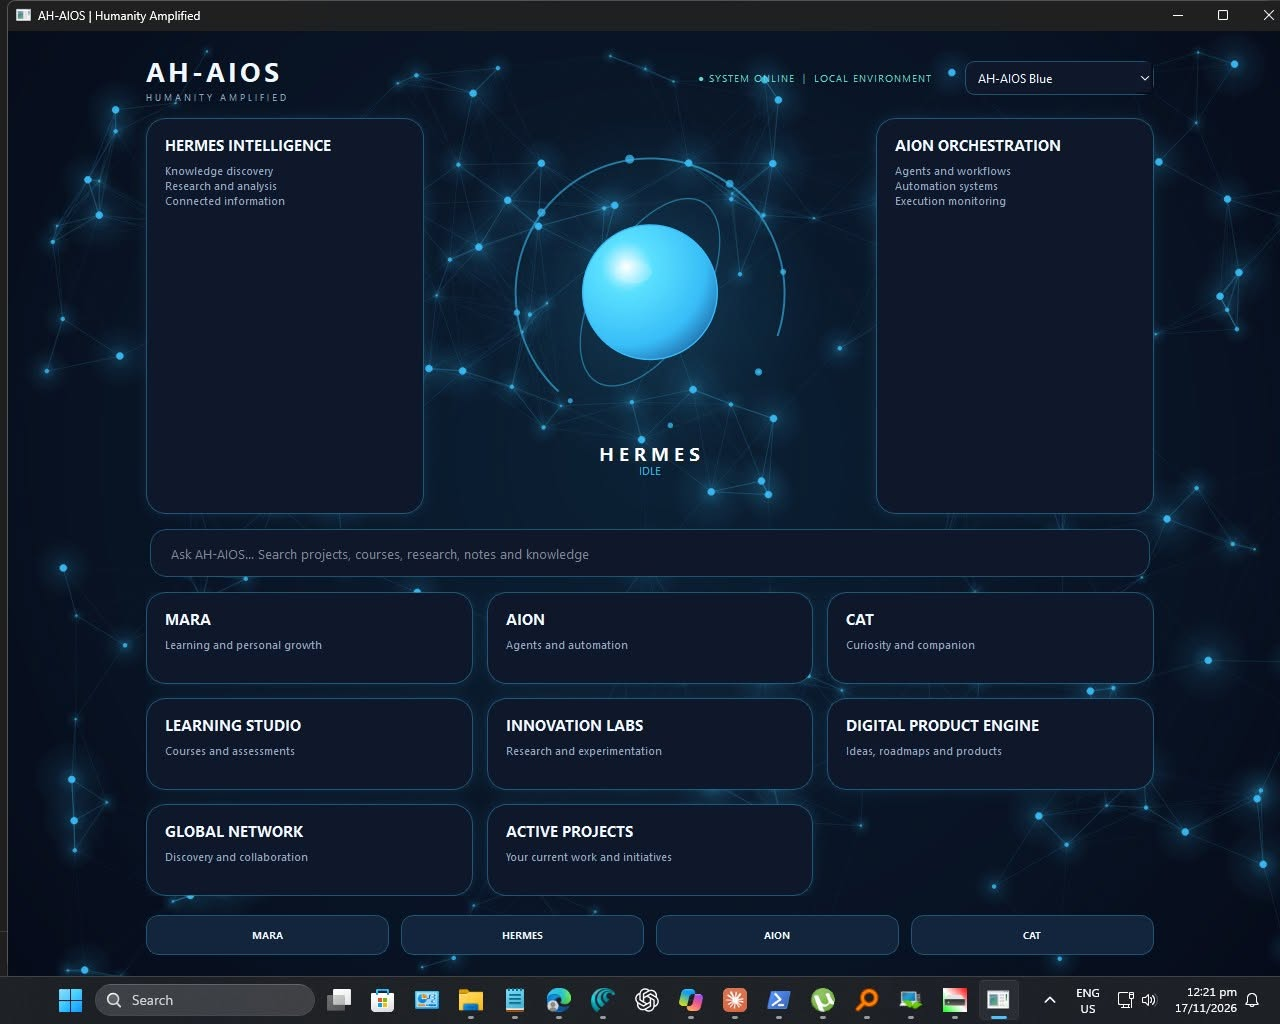 AH-AIOS | Humanity Amplified
AH-AIOS
HUMANITY AMPLIFIED
● SYSTEM ONLINE | LOCAL ENVIRONMENT
AH-AIOS Blue
HERMES INTELLIGENCE
Knowledge discovery
Research and analysis
Connected information
AION ORCHESTRATION
Agents and workflows
Automation systems
Execution monitoring
HERMES
IDLE
Ask AH-AIOS... Search projects, courses, research, notes and knowledge
MARA
Learning and personal growth
AION
Agents and automation
CAT
Curiosity and companion
LEARNING STUDIO
Courses and assessments
INNOVATION LABS
Research and experimentation
DIGITAL PRODUCT ENGINE
Ideas, roadmaps and products
GLOBAL NETWORK
Discovery and collaboration
ACTIVE PROJECTS
Your current work and initiatives
MARA
HERMES
AION
CAT
Search
ENG
US
12:21 pm
17/11/2026